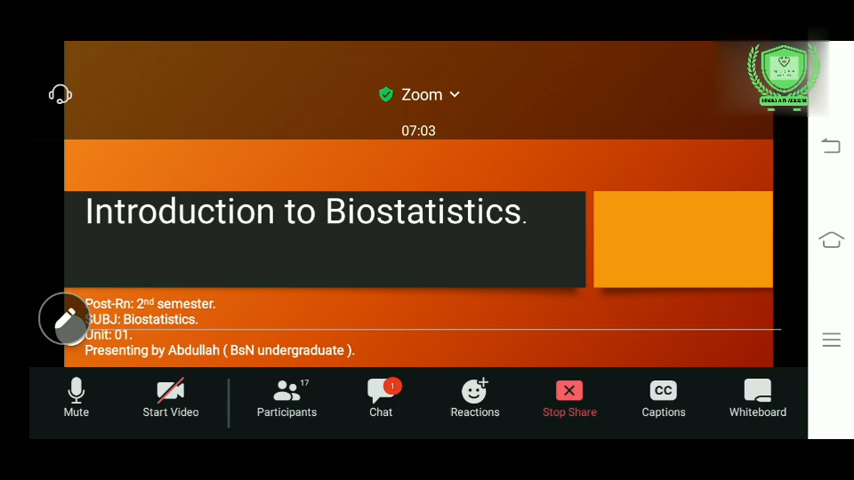 Zoom
07:03
Introduction to Biostatistics.
Post-Rn: 2nd semester.
SUBJ: Biostatistics.
Unit: 01.
Presenting by Abdullah ( BsN undergraduate ).
Mute
Start Video
17
Participants
1
Chat
Reactions
Stop Share
CC
Captions
Whiteboard